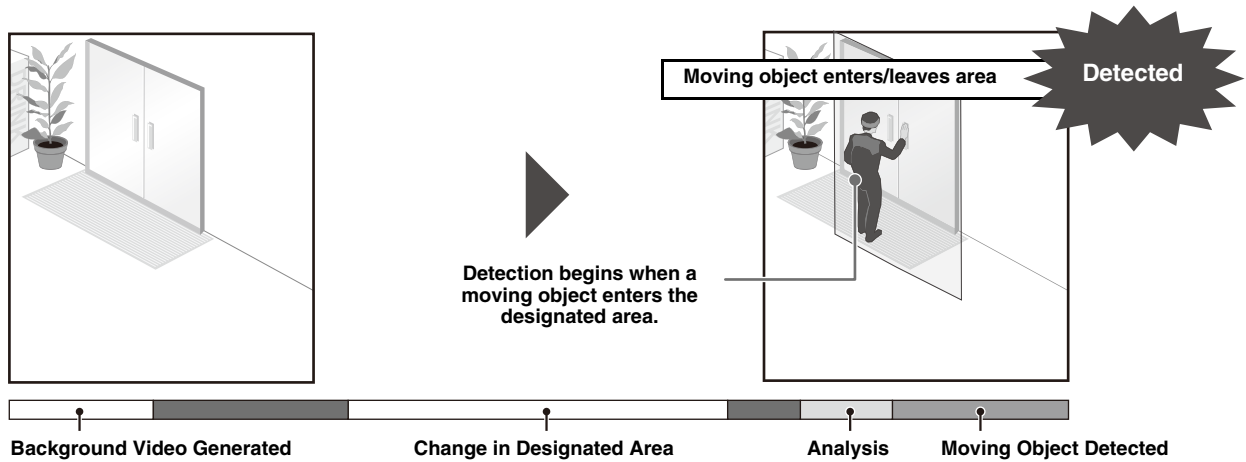 Moving object enters/leaves area
Detected
Detection begins when a
moving object enters the
designated area.
Background Video Generated
Change in Designated Area
Analysis
Moving Object Detected